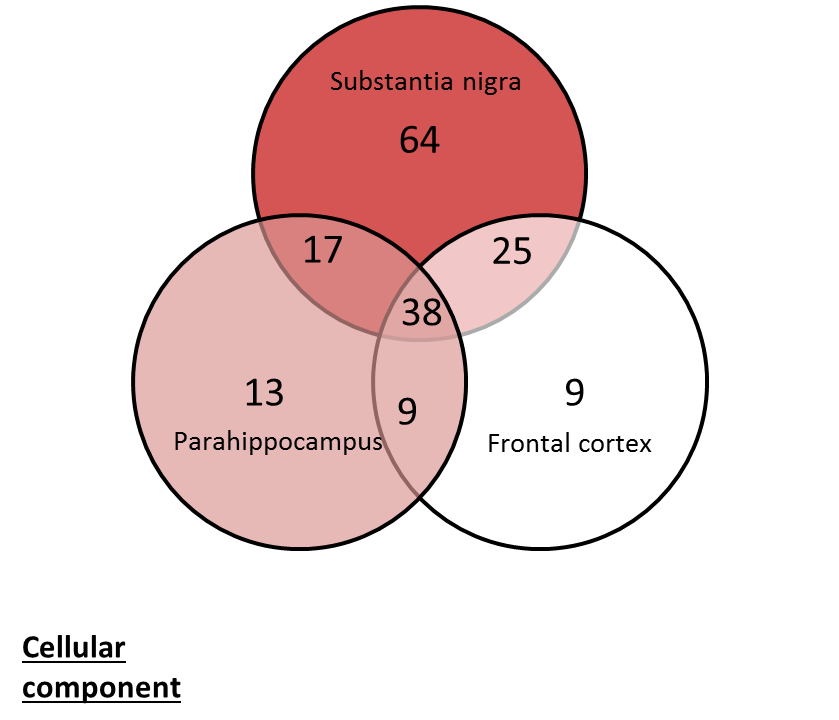 Substantia nigra
64
17
25
38
13
9
9
Parahippocampus
Frontal cortex
Cellular
component